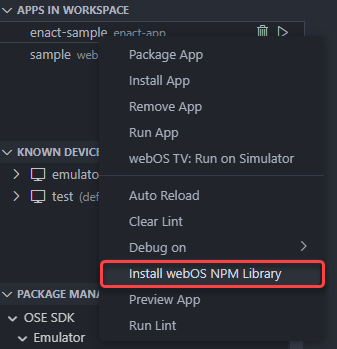 APPS IN WORKSPACE
enact-sample enact-app
sample web
Package App
Install App
Remove App
Run App
webOS TV: Run on Simulator
KNOWN DEVICE
emulato
test (def
Auto Reload
Clear Lint
Debug on
Install webOS NPM Library
Preview App
Run Lint
PACKAGE MANA
OSE SDK
Emulator